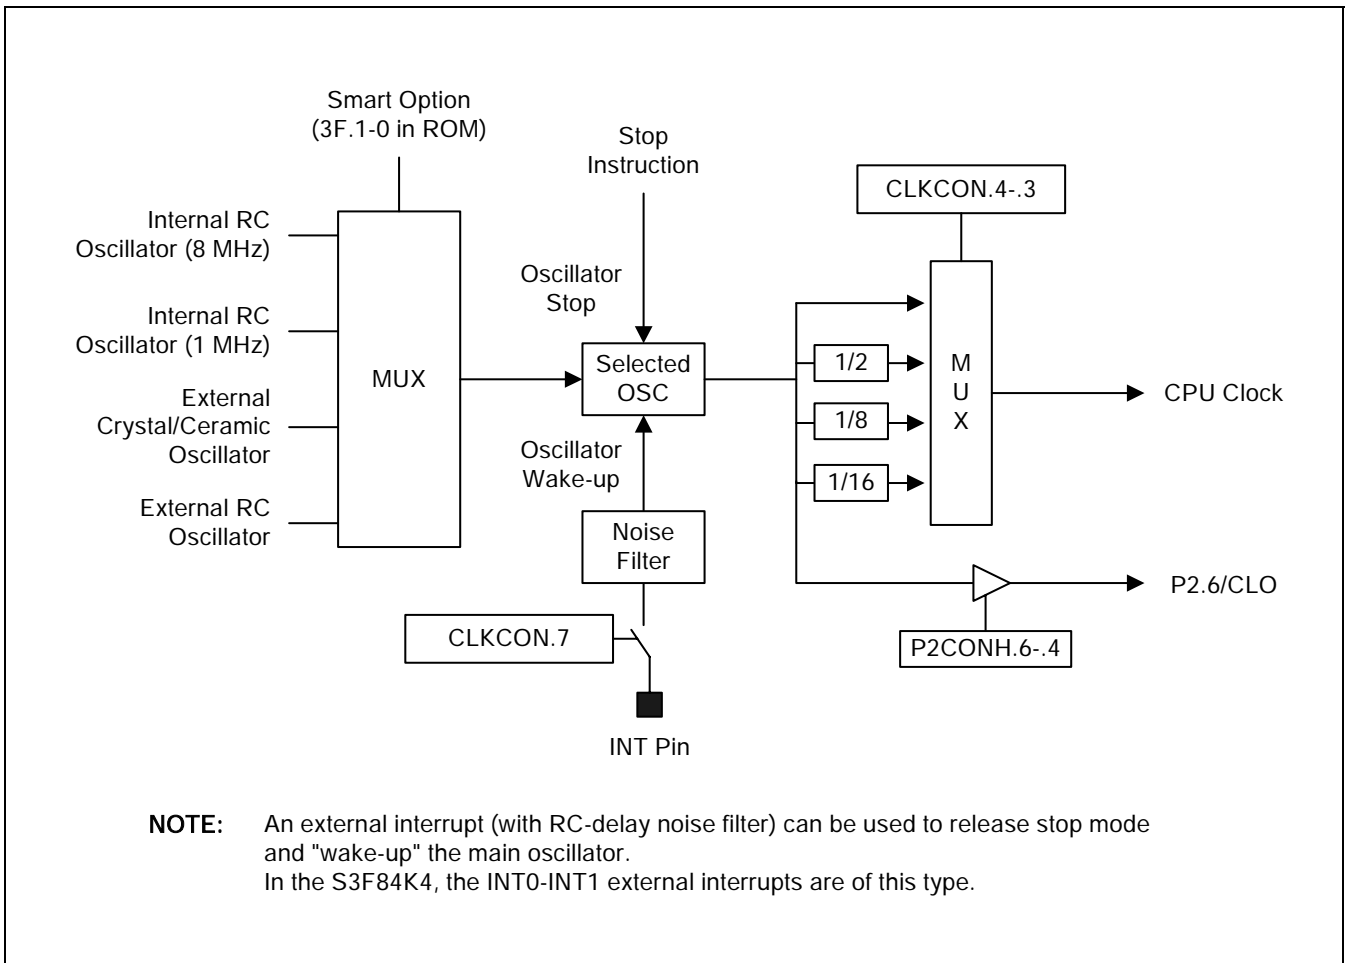 Smart Option
(3F.1-0 in ROM)
Stop
Instruction
CLKCON.4-.3
Internal RC
Oscillator (8 MHz)
Internal RC
Oscillator (1 MHz)
External
Crystal/Ceramic
Oscillator
External RC
Oscillator
MUX
Oscillator
Stop
Selected
OSC
Oscillator
Wake-up
Noise
Filter
CLKCON.7
INT Pin
1/2
1/8
1/16
M
U
X
CPU Clock
P2.6/CLO
P2CONH.6-.4
NOTE: An external interrupt (with RC-delay noise filter) can be used to release stop mode
and "wake-up" the main oscillator.
In the S3F84K4, the INT0-INT1 external interrupts are of this type.